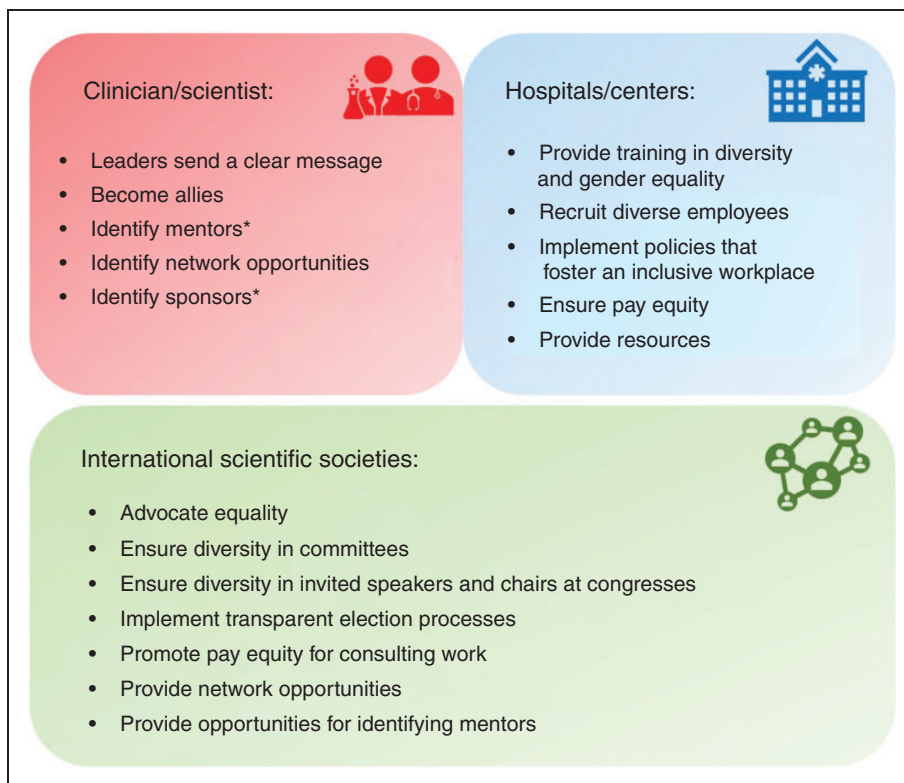 Clinician/scientist:
• Leaders send a clear message
• Become allies
• Identify mentors*
• Identify network opportunities
• Identify sponsors*
Hospitals/centers:
• Provide training in diversity
and gender equality
• Recruit diverse employees
• Implement policies that
foster an inclusive workplace
• Ensure pay equity
• Provide resources
International scientific societies:
• Advocate equality
• Ensure diversity in committees
• Ensure diversity in invited speakers and chairs at congresses
• Implement transparent election processes
• Promote pay equity for consulting work
• Provide network opportunities
• Provide opportunities for identifying mentors